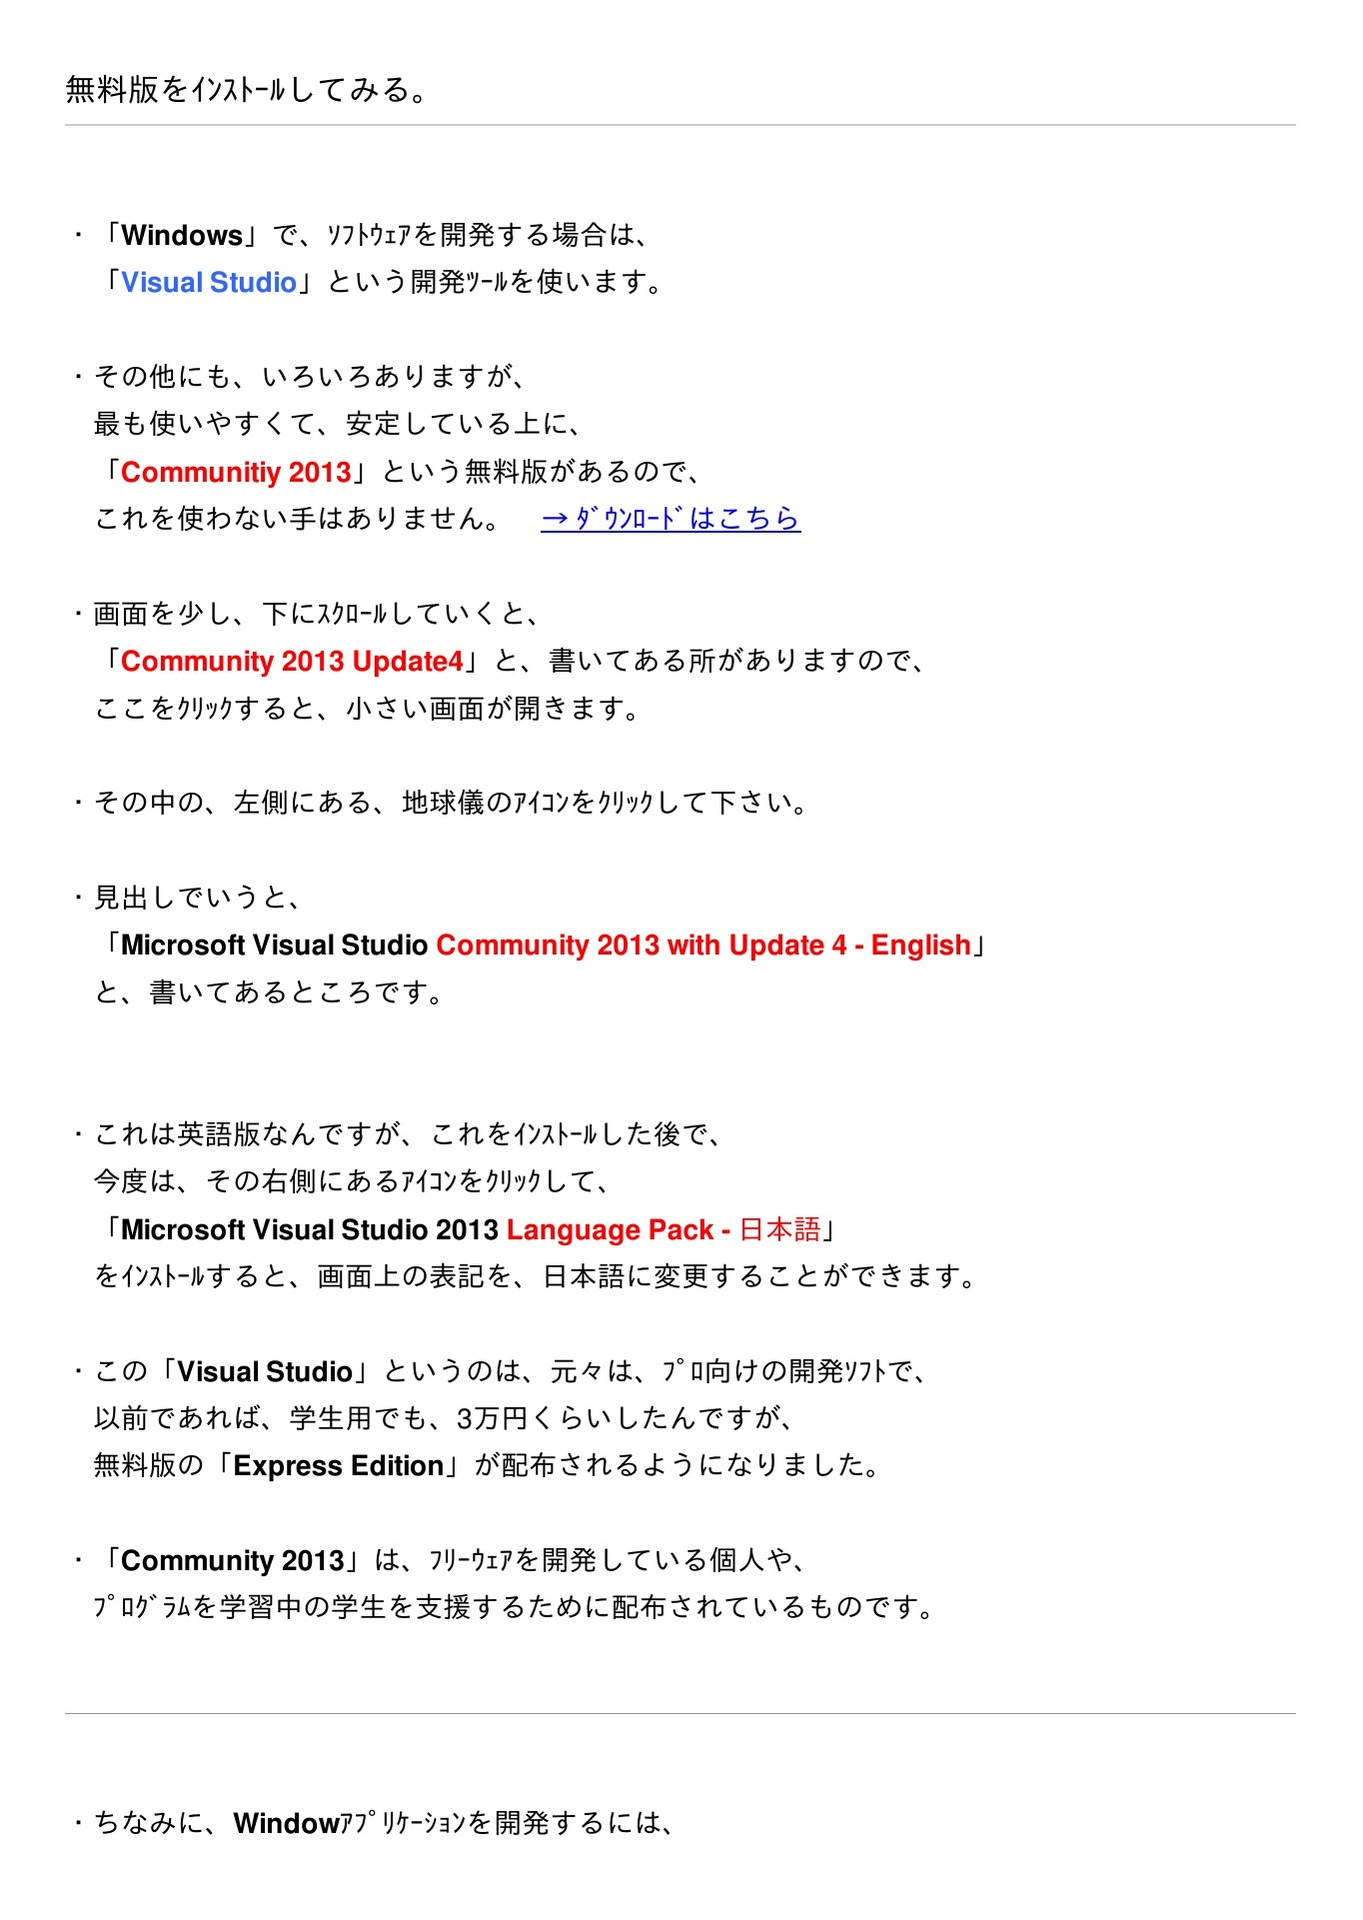 無料版をｲﾝｽﾄｰﾙしてみる。
・「Windows」で、ｿﾌﾄｳｪｱを開発する場合は、
「Visual Studio」という開発ﾂｰﾙを使います。
・その他にも、いろいろありますが、
最も使いやすくて、安定している上に、
「Communitiy 2013」という無料版があるので、
これを使わない手はありません。　→ ﾀﾞｳﾝﾛｰﾄﾞはこちら
・画面を少し、下にｽｸﾛｰﾙしていくと、
「Community 2013 Update4」と、書いてある所がありますので、
ここをｸﾘｯｸすると、小さい画面が開きます。
・その中の、左側にある、地球儀のｱｲｺﾝをｸﾘｯｸして下さい。
・見出しでいうと、
「Microsoft Visual Studio Community 2013 with Update 4 - English」
と、書いてあるところです。
・これは英語版なんですが、これをｲﾝｽﾄｰﾙした後で、
今度は、その右側にあるｱｲｺﾝをｸﾘｯｸして、
「Microsoft Visual Studio 2013 Language Pack - 日本語」
をｲﾝｽﾄｰﾙすると、画面上の表記を、日本語に変更することができます。
・この「Visual Studio」というのは、元々は、ﾌﾟﾛ向けの開発ｿﾌﾄで、
以前であれば、学生用でも、3万円くらいしたんですが、
無料版の「Express Edition」が配布されるようになりました。
・「Community 2013」は、ﾌﾘｰｳｪｱを開発している個人や、
ﾌﾟﾛｸﾞﾗﾑを学習中の学生を支援するために配布されているものです。
・ちなみに、Windowｱﾌﾟﾘｹｰｼｮﾝを開発するには、